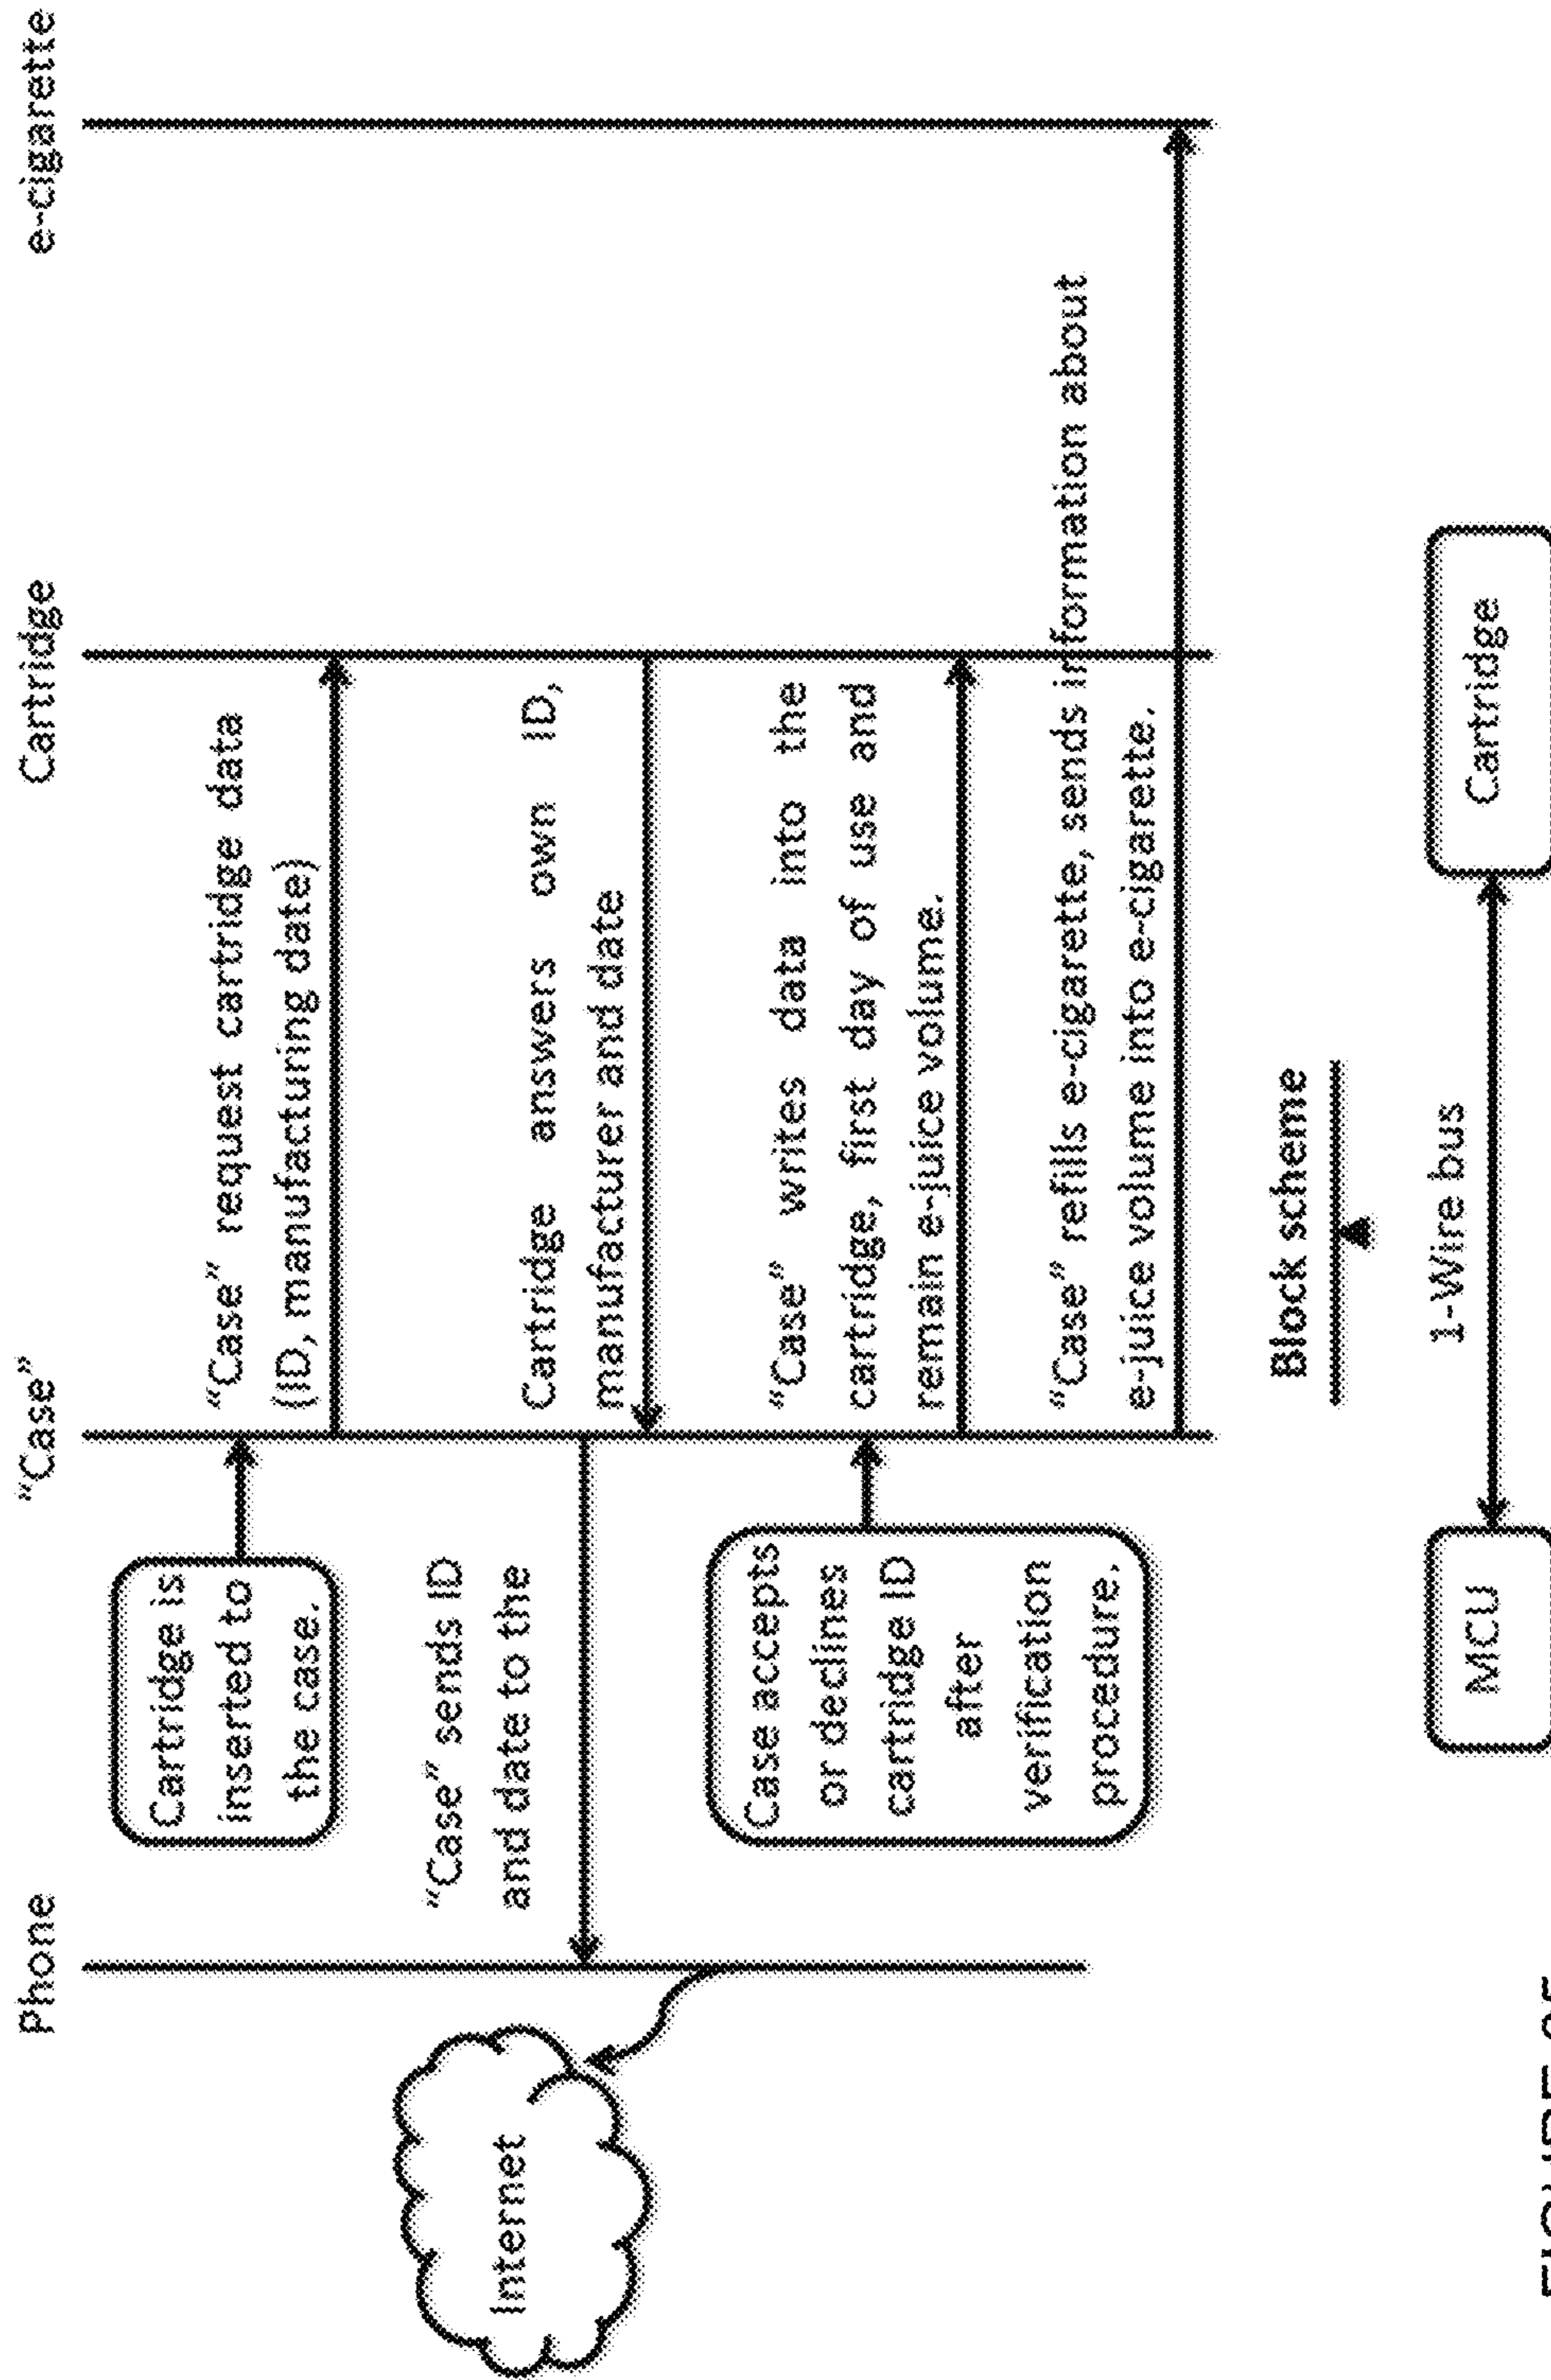 Phone
"Case"
Cartridge
e-cigarette
Cartridge is
inserted to
the case.
"Case" request cartridge data
(ID, manufacturing date)
"Case" sends ID
and date to the
Internet
Cartridge answers own ID,
manufacturer and date
Case accepts
or declines
cartridge ID
after
verification
procedure.
"Case" writes data into the
cartridge, first day of use and
remain e-juice volume.
"Case" refills e-cigarette, sends information about
e-juice volume into e-cigarette.
Block scheme
MCU
1-Wire bus
Cartridge
FIGURE